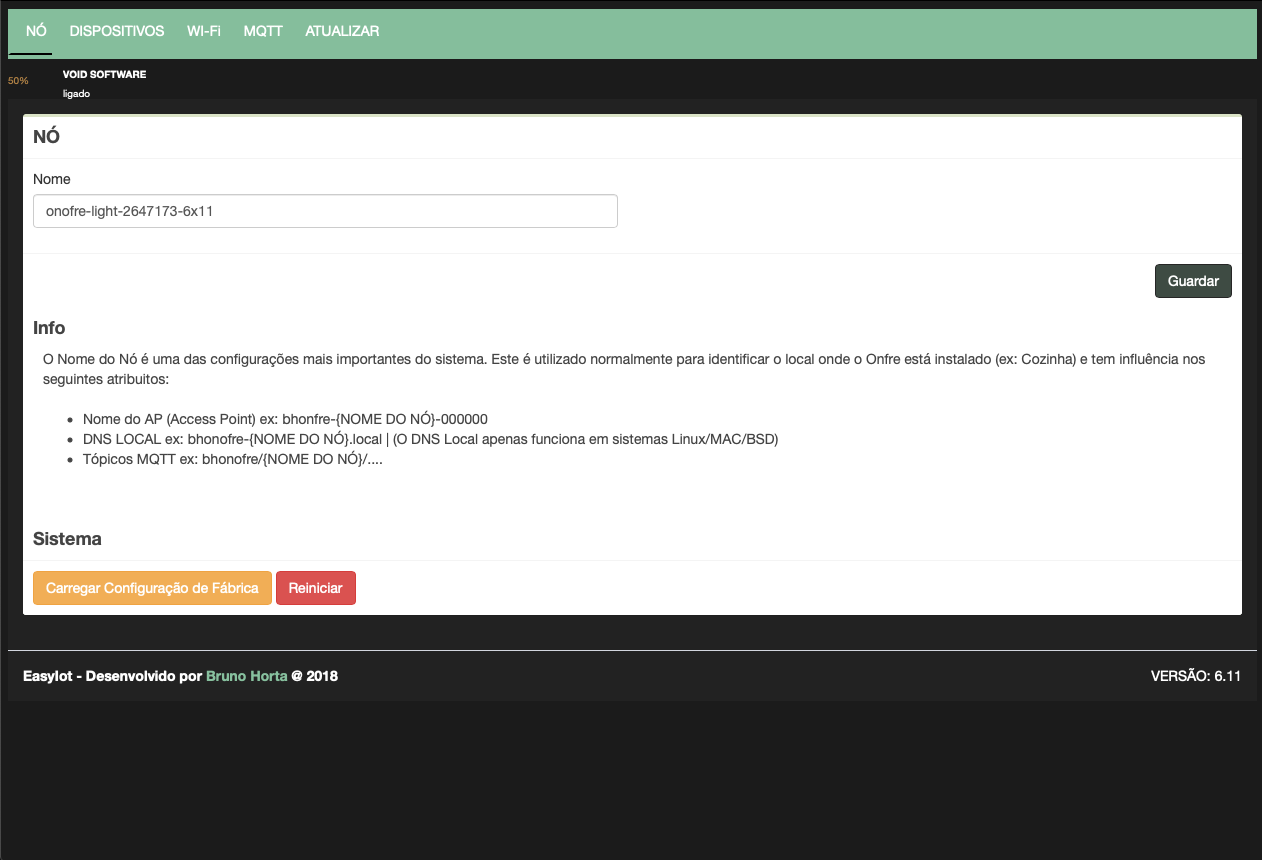 NÓ DISPOSITIVOS WI-Fi MQTT ATUALIZAR
50%
VOID SOFTWARE
ligado
NÓ
Nome
onofre-light-2647173-6x11
Guardar
Info
O Nome do Nó é uma das configurações mais importantes do sistema. Este é utilizado normalmente para identificar o local onde o Onfre está instalado (ex: Cozinha) e tem influência nos
seguintes atribuitos:
• Nome do AP (Access Point) ex: bhonfre-{NOME DO NÓ}-000000
• DNS LOCAL ex: bhonofre-{NOME DO NÓ}.local | (O DNS Local apenas funciona em sistemas Linux/MAC/BSD)
• Tópicos MQTT ex: bhonofre/{NOME DO NÓ}/....
Sistema
Carregar Configuração de Fábrica Reiniciar
EasyIot - Desenvolvido por Bruno Horta @ 2018 VERSÃO: 6.11